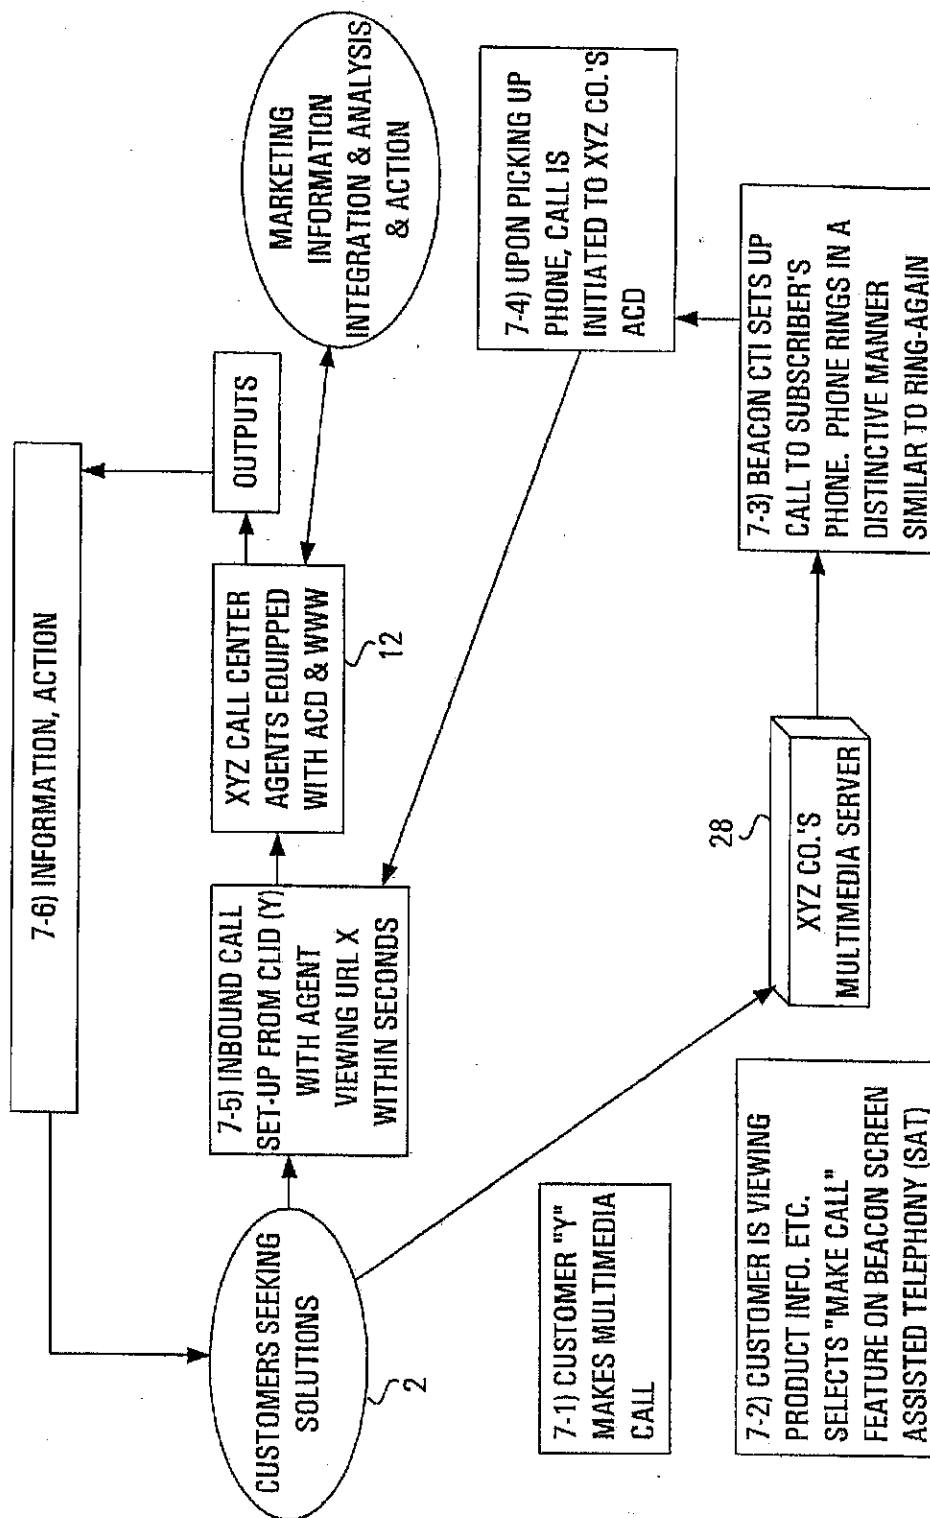 7-6) INFORMATION, ACTION
CUSTOMERS SEEKING
SOLUTIONS
2
7-5) INBOUND CALL
SET-UP FROM CLID (Y)
WITH AGENT
VIEWING URL X
WITHIN SECONDS
XYZ CALL CENTER
AGENTS EQUIPPED
WITH ACD & WWW
12
OUTPUTS
MARKETING
INFORMATION
INTEGRATION & ANALYSIS
& ACTION
7-1) CUSTOMER "Y"
MAKES MULTIMEDIA
CALL
7-4) UPON PICKING UP
PHONE, CALL IS
INITIATED TO XYZ CO.'S
ACD
7-2) CUSTOMER IS VIEWING
PRODUCT INFO. ETC.
SELECTS "MAKE CALL"
FEATURE ON BEACON SCREEN
ASSISTED TELEPHONY (SAT)
28
XYZ CO.'S
MULTIMEDIA SERVER
7-3) BEACON CTI SETS UP
CALL TO SUBSCRIBER'S
PHONE. PHONE RINGS IN A
DISTINCTIVE MANNER
SIMILAR TO RING-AGAIN